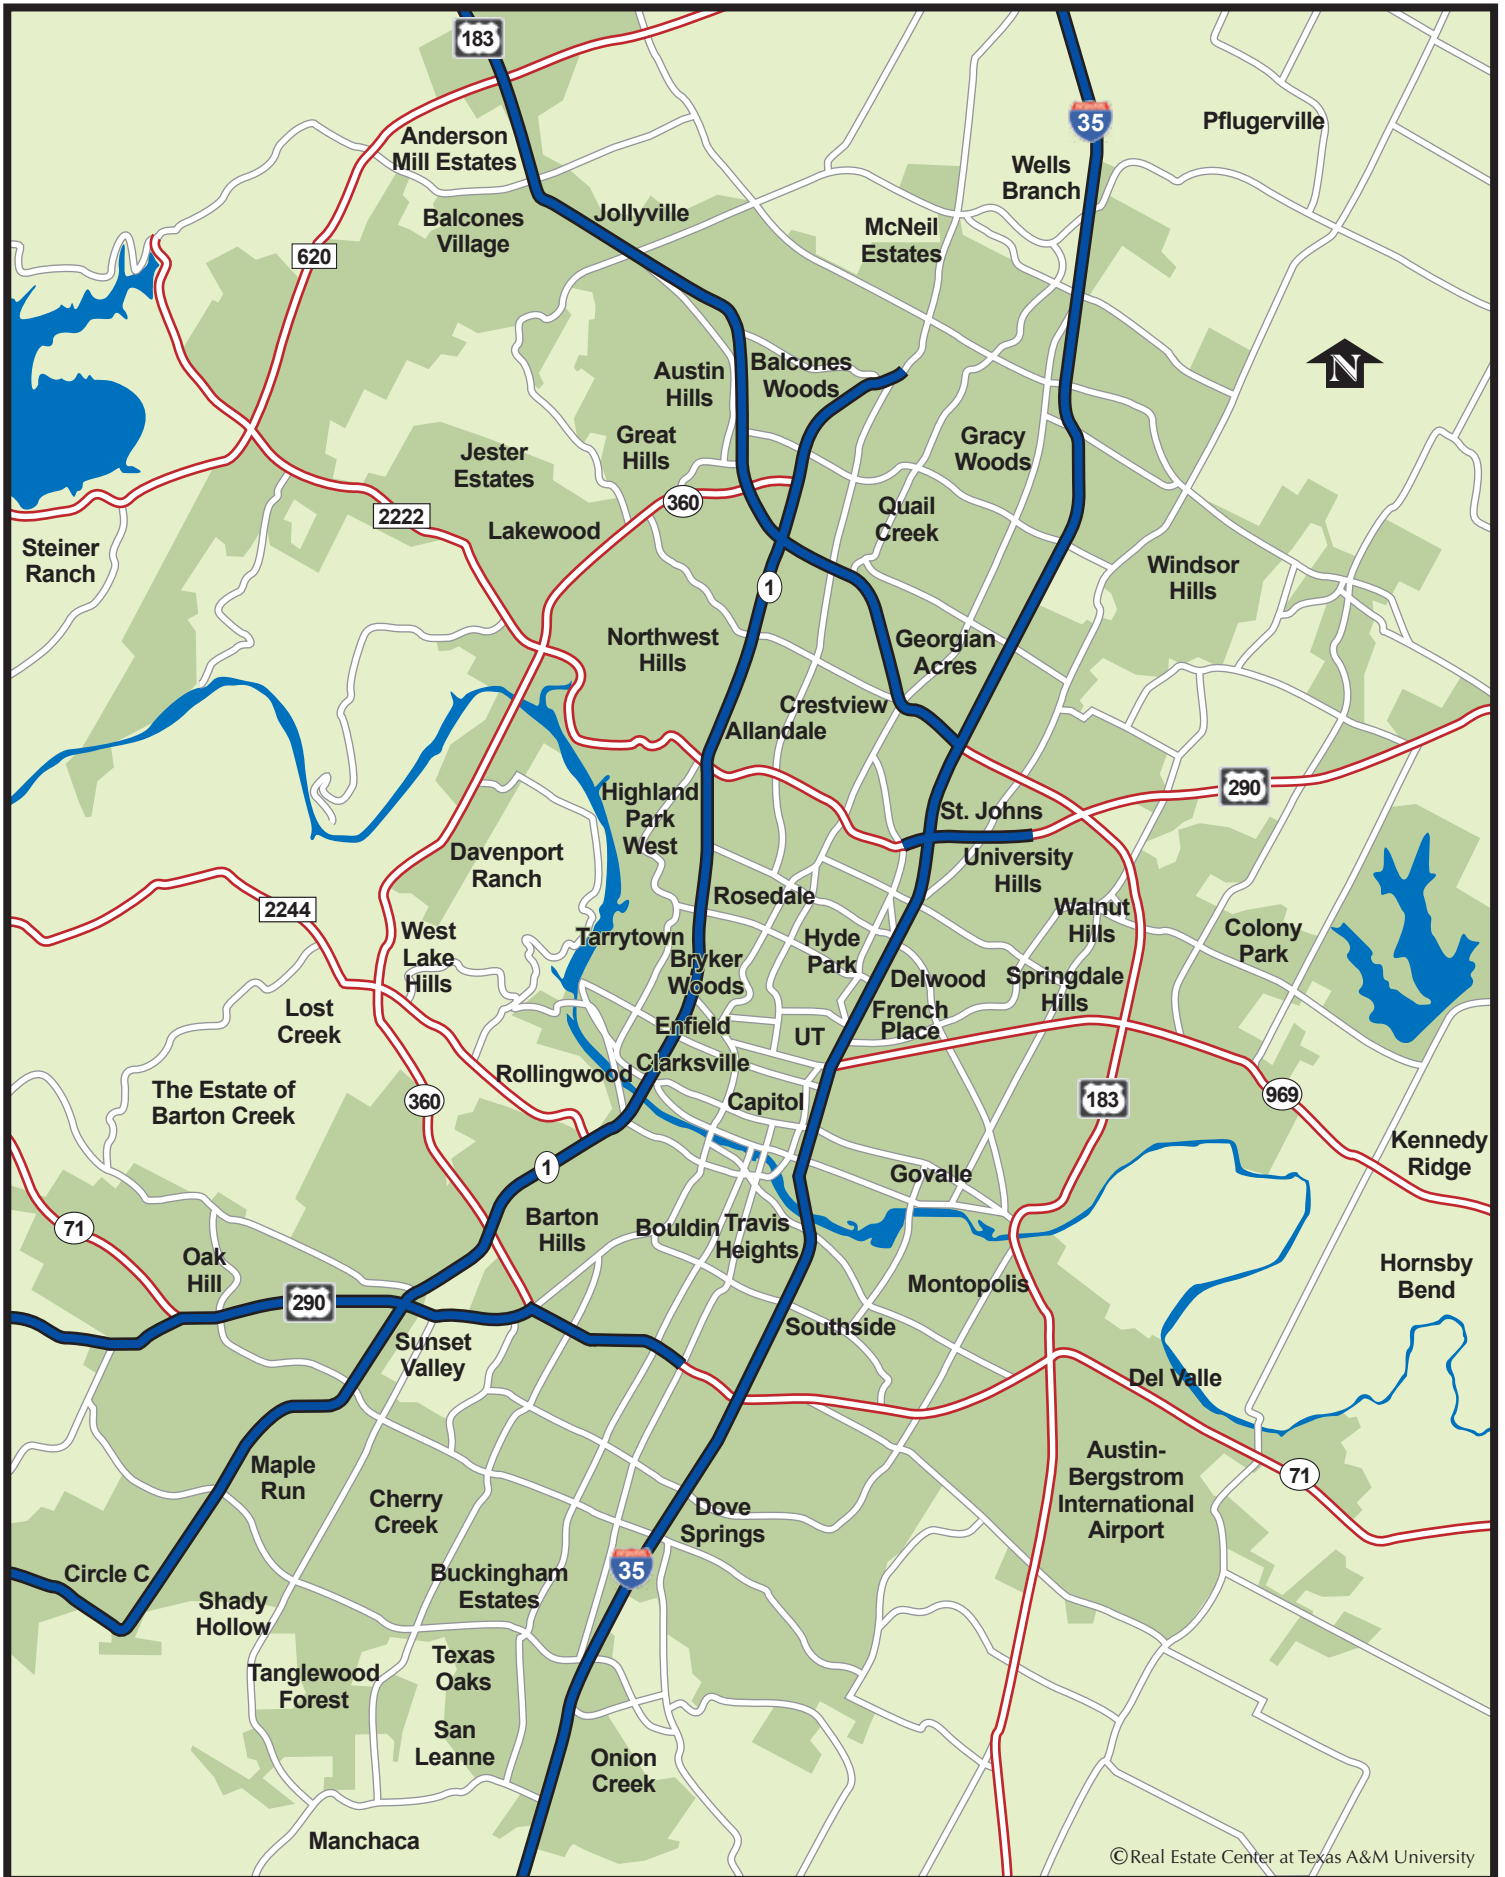 183
35
Pflugerville
Anderson
Mill Estates
Wells
Branch
Balcones
Village
Jollyville
McNeil
Estates
620
N
Austin
Hills
Balcones
Woods
Great
Hills
Gracy
Woods
Jester
Estates
360
Quail
Creek
2222
Lakewood
Steiner
Ranch
Windsor
Hills
1
Northwest
Hills
Georgian
Acres
Crestview
Allandale
290
Highland
Park
West
St. Johns
University
Hills
Davenport
Ranch
Rosedale
2244
Walnut
Hills
Colony
Park
West
Lake
Hills
Tarrytown
Hyde
Park
Bryker
Woods
Delwood
Springdale
Hills
Lost
Creek
French
Place
Enfield
UT
Clarksville
Rollingwood
The Estate of
Barton Creek
360
Capitol
183
969
Kennedy
Ridge
1
Govalle
71
Barton
Hills
Bouldin
Travis
Heights
Oak
Hill
Hornsby
Bend
Montopolis
290
Southside
Sunset
Valley
Del Valle
Austin-
Bergstrom
International
Airport
Maple
Run
71
Cherry
Creek
Dove
Springs
Circle C
35
Buckingham
Estates
Shady
Hollow
Texas
Oaks
Tanglewood
Forest
San
Leanne
Onion
Creek
Manchaca
©Real Estate Center at Texas A&M University